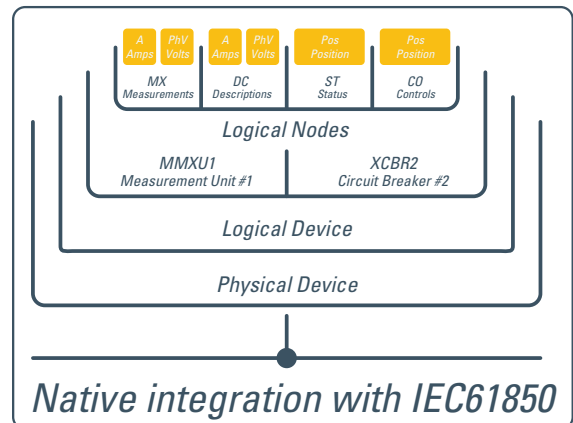 A PhV A PhV Pos Pos
Amps Volts Amps Volts Position Position
MX DC ST CO
Measurements Descriptions Status Controls
Logical Nodes
MMXU1 XCBR2
Measurement Unit #1 Circuit Breaker #2
Logical Device
Physical Device
Native integration with IEC61850